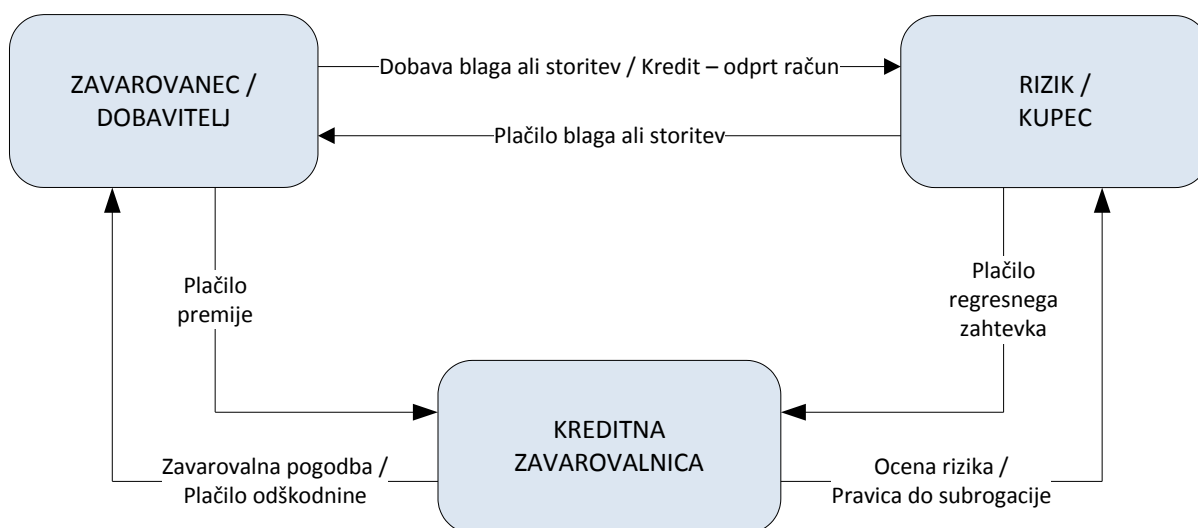 ZAVAROVANEC /
DOBAVITELJ
Dobava blaga ali storitev / Kredit – odprt račun
Plačilo blaga ali storitev
RIZIK /
KUPEC
Plačilo
premije
Plačilo
regresnega
zahtevka
KREDITNA
ZAVAROVALNICA
Zavarovalna pogodba /
Plačilo odškodnine
Ocena rizika /
Pravica do subrogacije